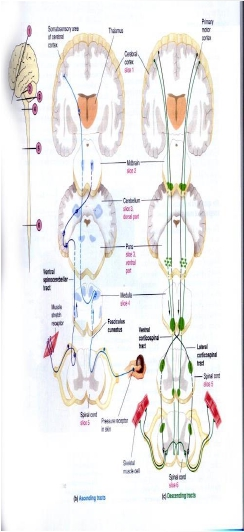 Somatosensory area
of cerebral
cortex
Thalamus
Cerebral
cortex
slice 1
Primary
motor
cortex
Midbrain
slice 2
Cerebellum
slice 3,
dorsal part
Pons
slice 3,
ventral
part
Ventral
spinocerebellar
tract
Medulla
slice 4
Muscle
stretch
receptor
Fasciculus
cuneatus
Ventral
corticospinal
tract
Lateral
corticospinal
tract
Spinal cord
slice 5
Spinal cord
slice 5
Pressure receptor
in skin
Skeletal
muscle cell
Spinal cord
slice 6
(b) Ascending tracts
(c) Descending tracts